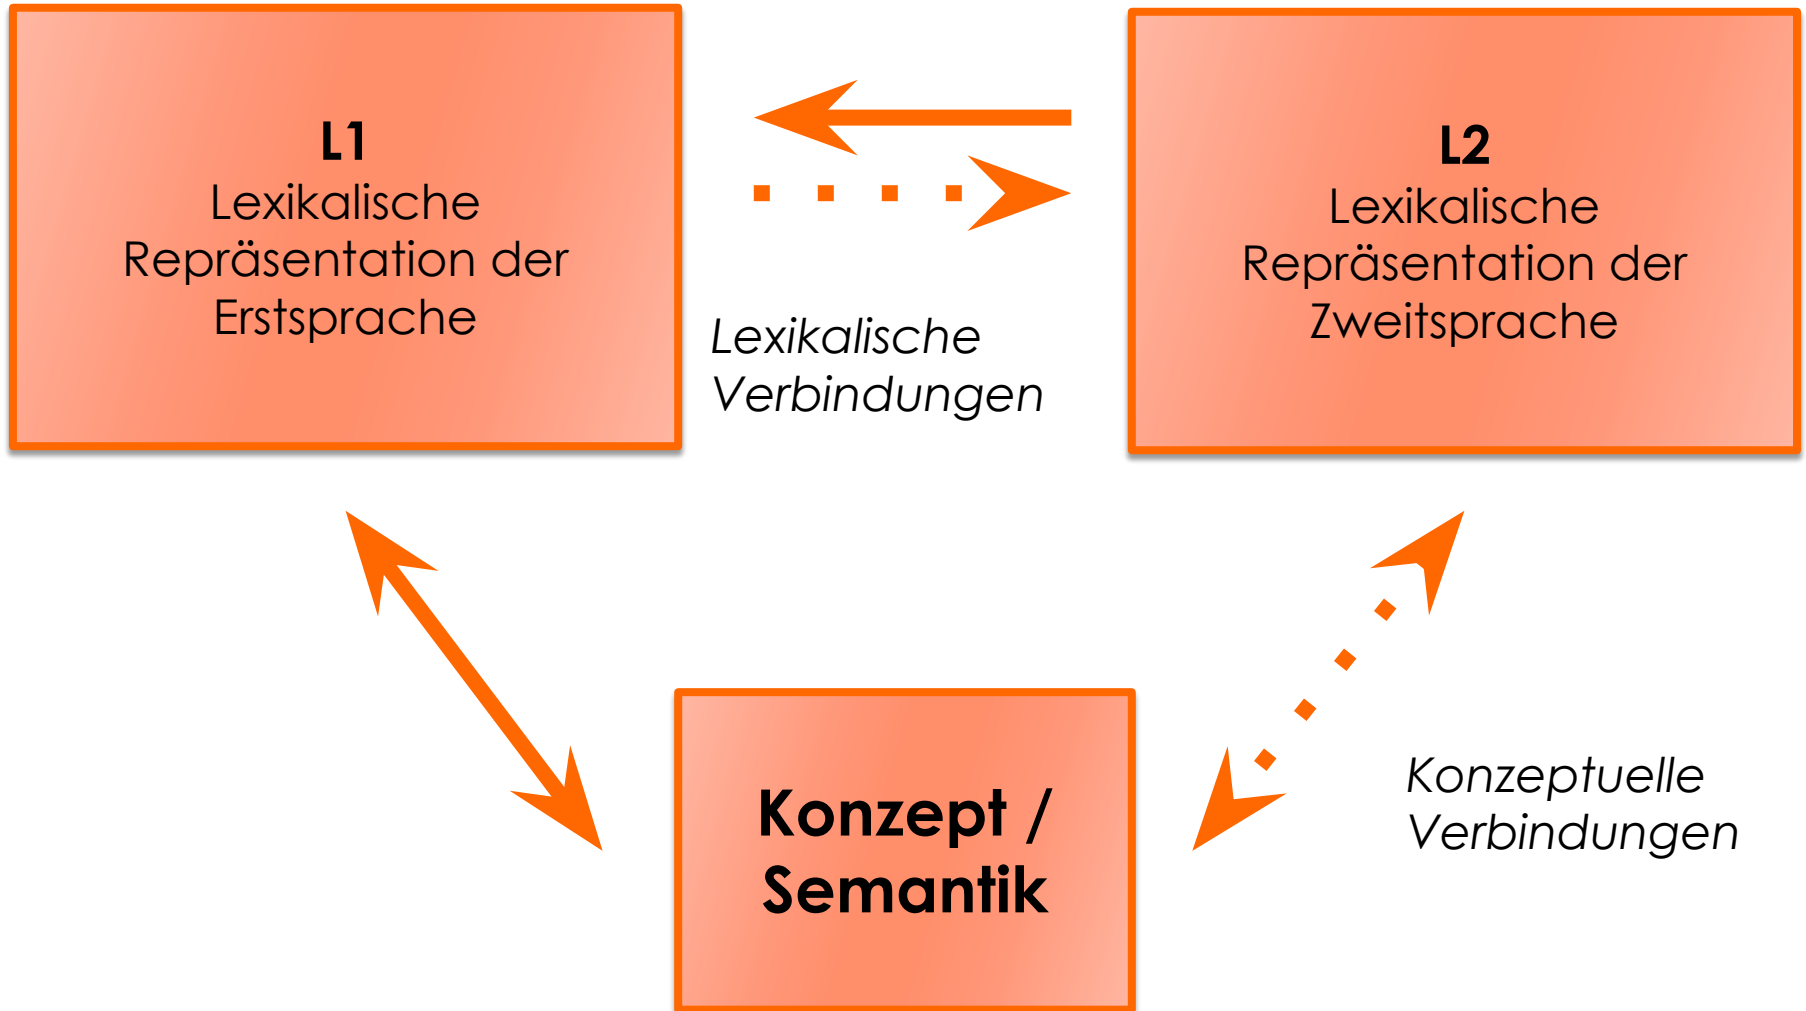 L1
Lexikalische
Repräsentation der
Erstsprache
L2
Lexikalische
Repräsentation der
Zweitsprache
Lexikalische
Verbindungen
Konzept /
Semantik
Konzeptuelle
Verbindungen